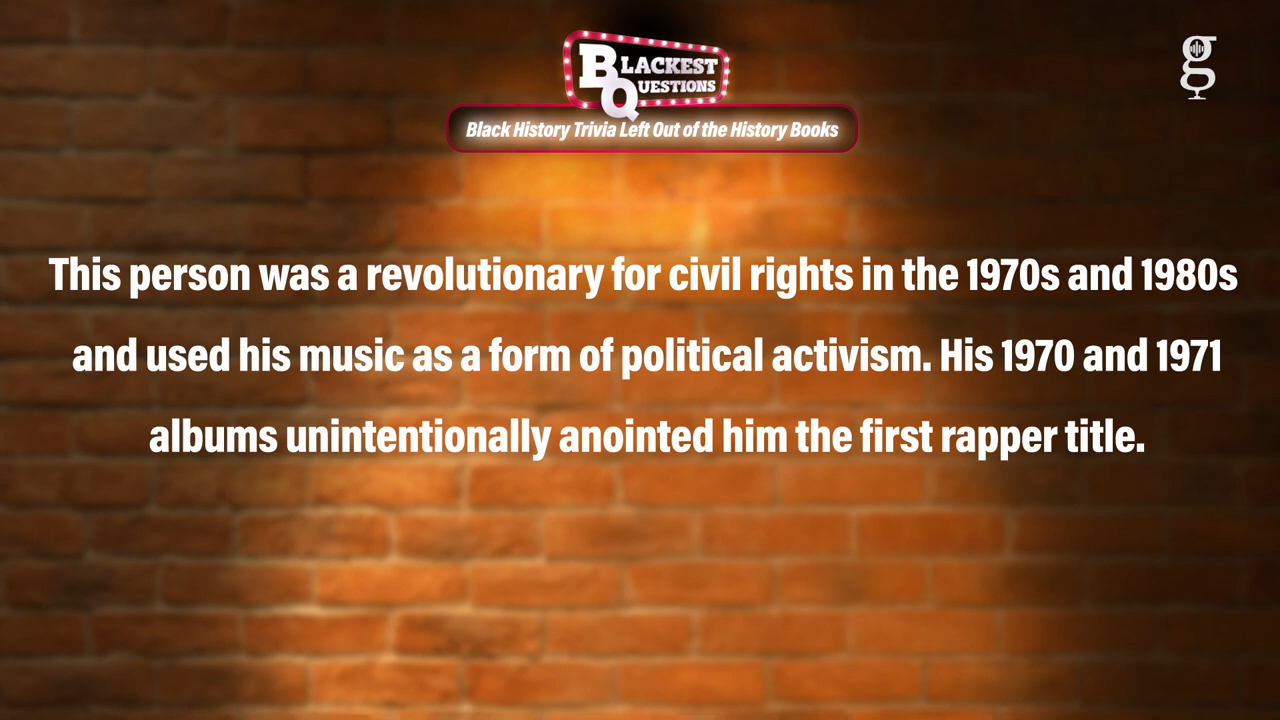 BLACKEST
QUESTIONS
Black History Trivia Left Out of the History Books
g
This person was a revolutionary for civil rights in the 1970s and 1980s
and used his music as a form of political activism. His 1970 and 1971
albums unintentionally anointed him the first rapper title.